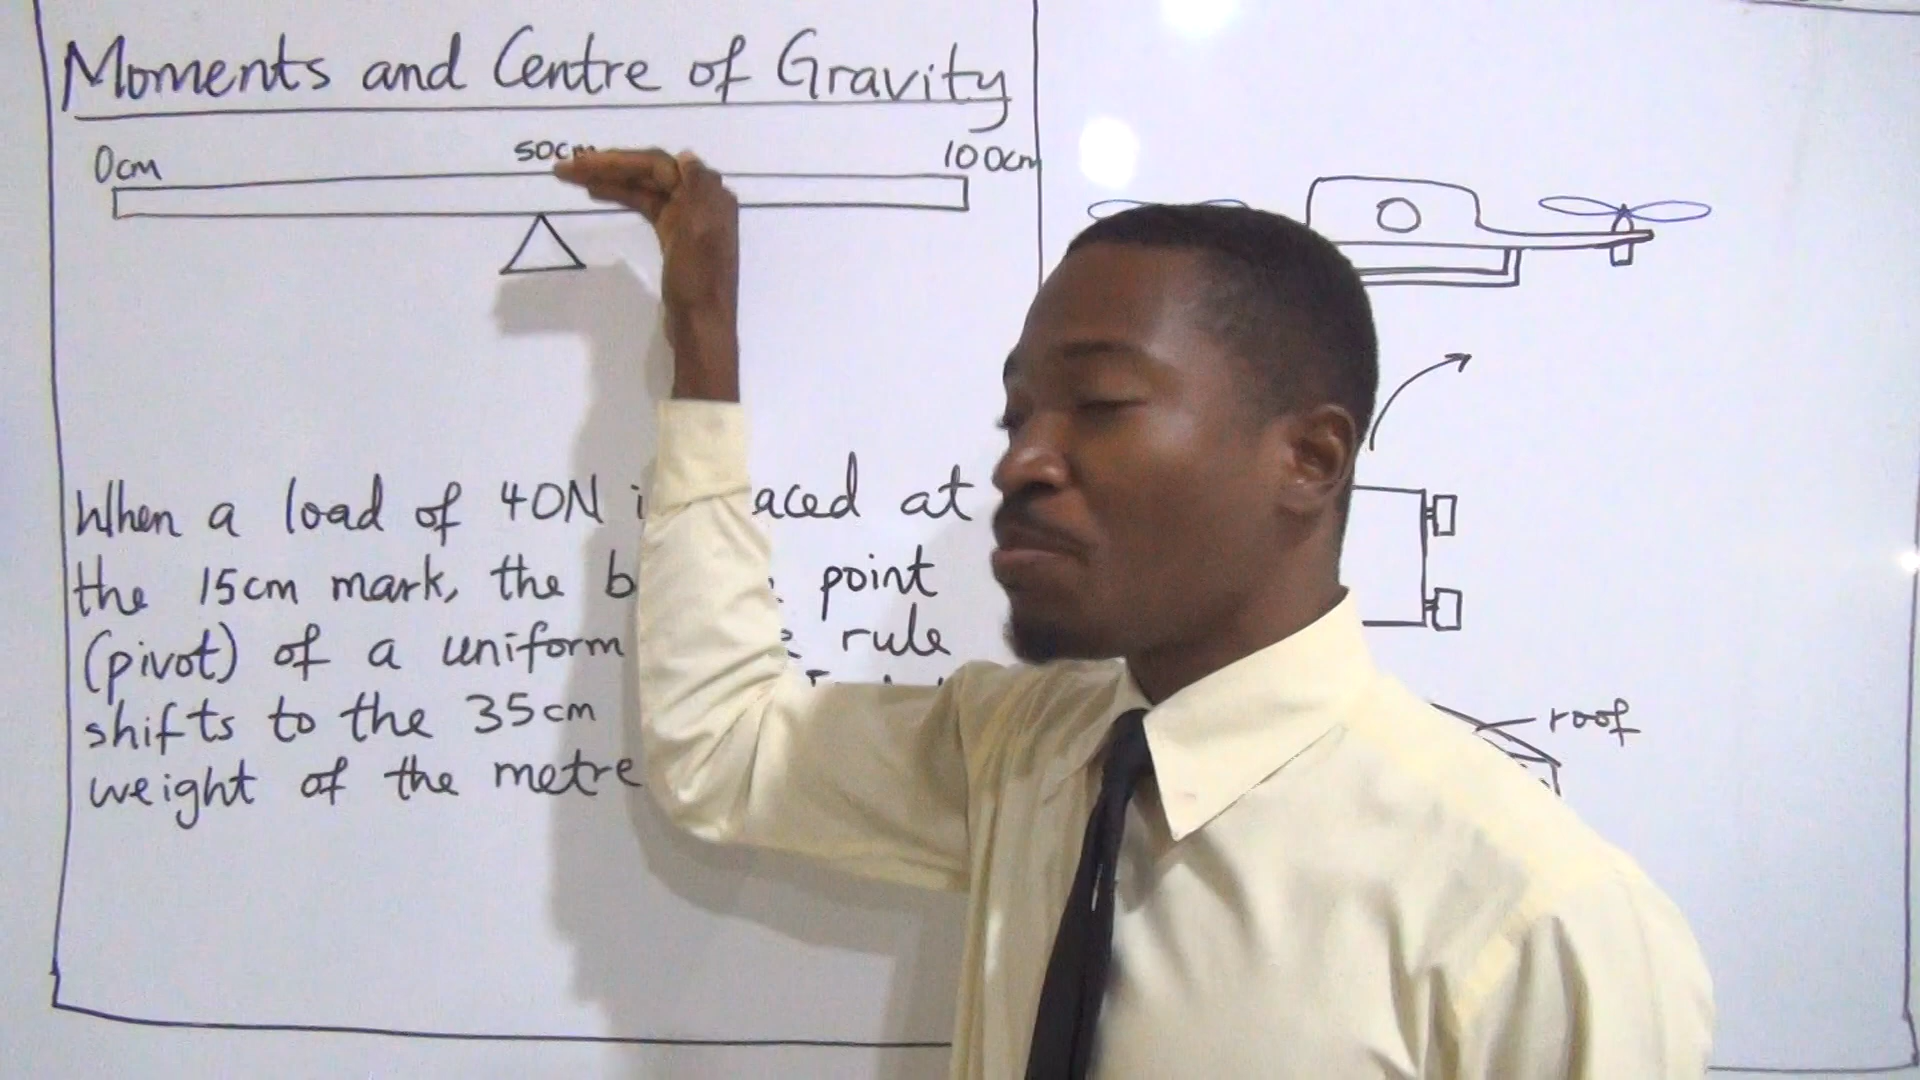 Moments and Centre of Gravity
0cm 50cm 100cm
When a load of 40N at
the 15cm mark, the point
(pivot) of a uniform rule
shifts to the 35cm
weight of the metre
roof